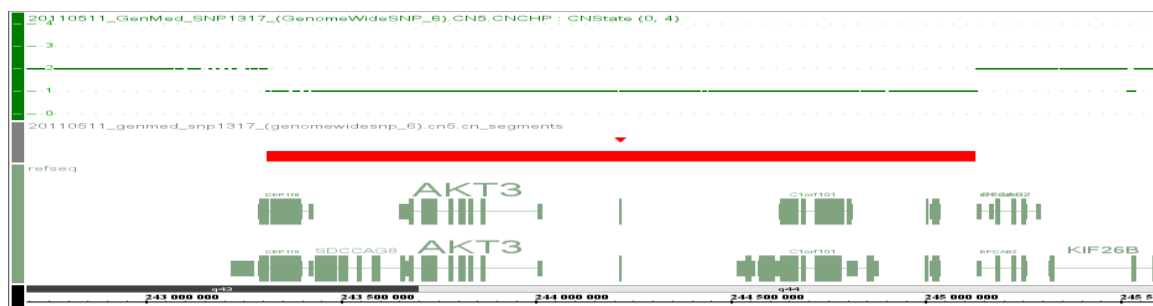 20110511_GenMed_SNP1317_(GenomeWideSNP_6).CN5.CNCHP : CNState (0, 4)
4
3
2
1
0
20110511_genmed_snp1317_(genomewidesnp_6).cn5.cn_segments
refseq
CEP170 AKT3 C1orf101
CEP170 SDCCAG8 AKT3 C1orf101 EFCAB2 KIF26B
q43 q44
243 000 000 243 500 000 244 000 000 244 500 000 245 000 000